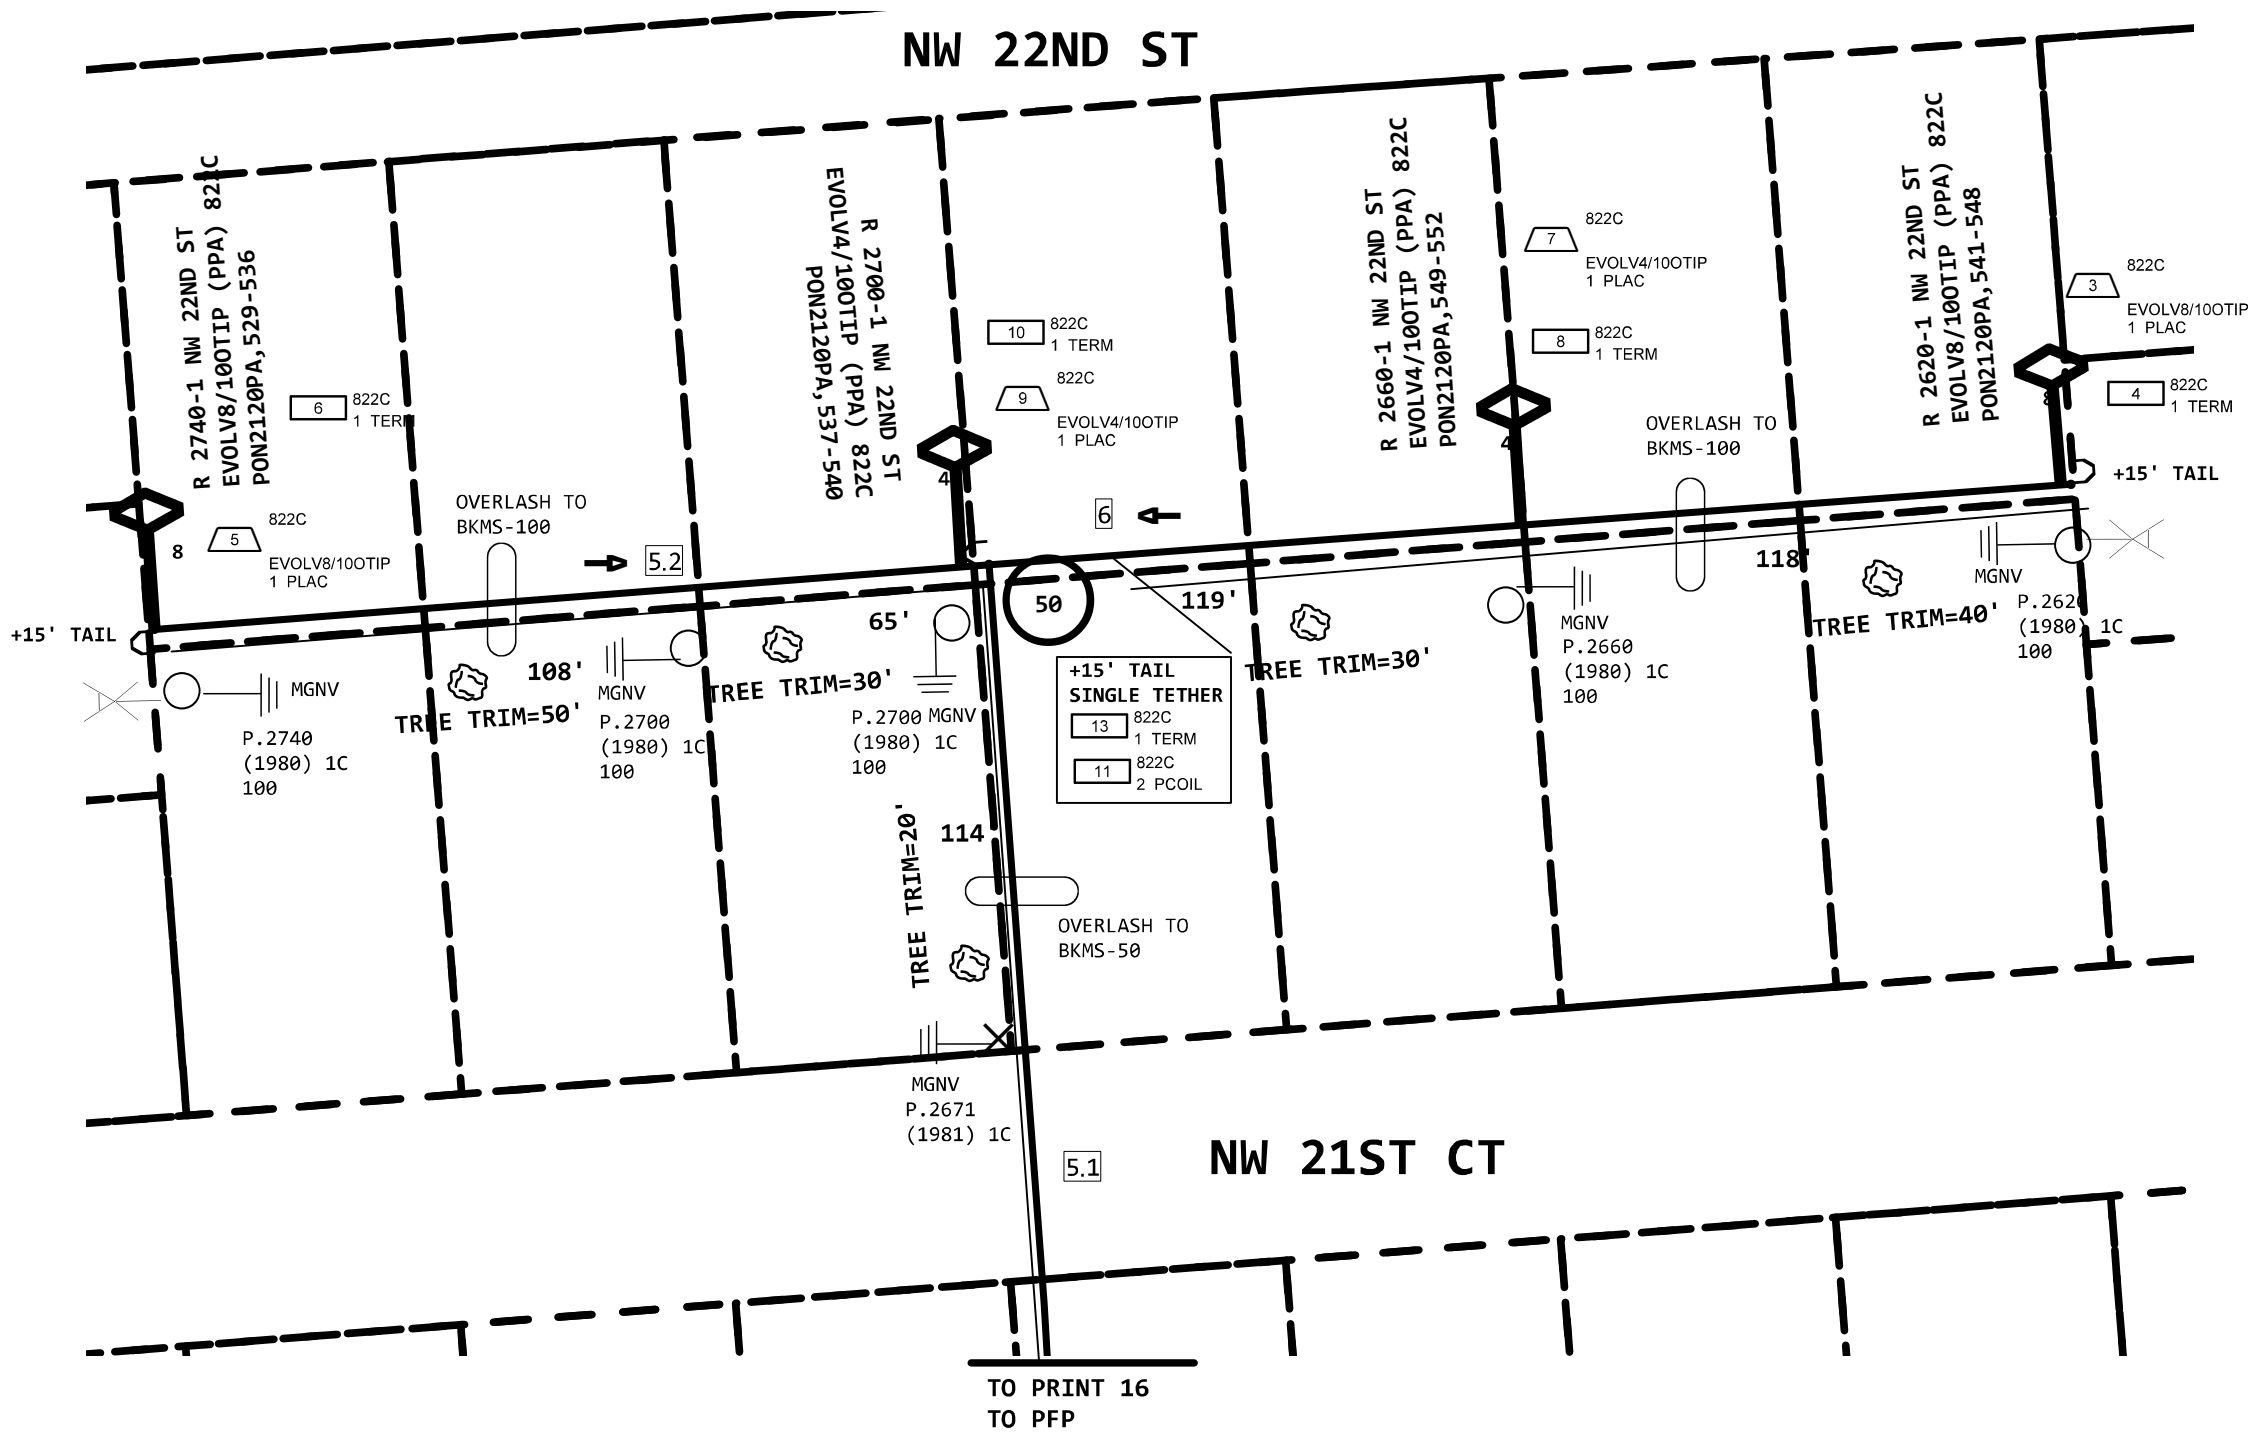 NW 22ND ST
R 2740-1 NW 22ND ST
EVOLV8/100TIP (PPA) 822C
PON2120PA,529-536
R 2700-1 NW 22ND ST
EVOLV4/100TIP (PPA) 822C
PON2120PA,537-540
R 2660-1 NW 22ND ST
EVOLV4/100TIP (PPA) 822C
PON2120PA,549-552
R 2620-1 NW 22ND ST
EVOLV8/100TIP (PPA) 822C
PON2120PA,541-548
7
822C
EVOLV4/10OTIP
1 PLAC
3
822C
EVOLV8/10OTIP
1 PLAC
10
822C
1 TERM
8
822C
1 TERM
9
822C
EVOLV4/10OTIP
1 PLAC
6
822C
1 TERM
4
822C
1 TERM
8
OVERLASH TO
BKMS-100
4
4
+15' TAIL
OVERLASH TO
BKMS-100
6
5
822C
EVOLV8/10OTIP
1 PLAC
8
5.2
118'
MGNV
P.2620
(1980) 1C
100
50
119'
65'
+15' TAIL
TREE TRIM=40'
MGNV
P.2660
(1980) 1C
100
TREE TRIM=30'
+15' TAIL
SINGLE TETHER
13
822C
1 TERM
11
822C
2 PCOIL
108'
TREE TRIM=30'
TREE TRIM=50'
MGNV
P.2740
(1980) 1C
100
MGNV
P.2700
(1980) 1C
100
MGNV
P.2700
(1980) 1C
100
TREE TRIM=20'
114
OVERLASH TO
BKMS-50
MGNV
P.2671
(1981) 1C
NW 21ST CT
5.1
TO PRINT 16
TO PFP